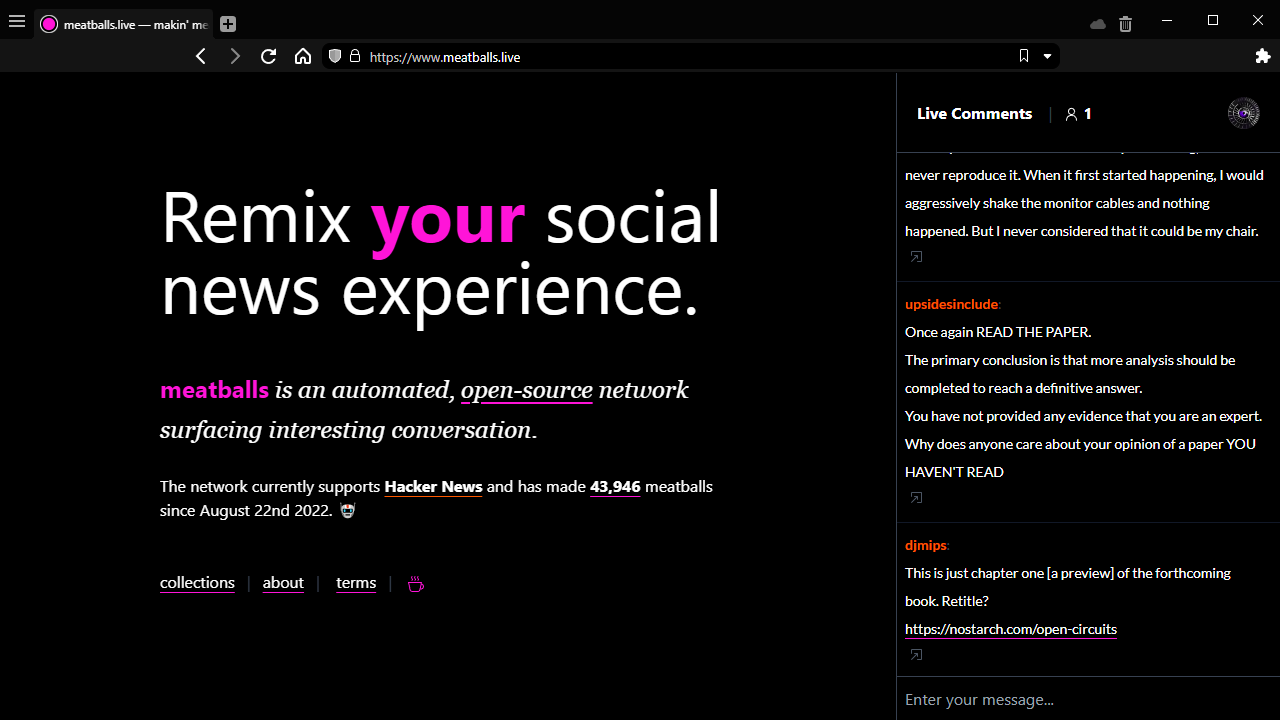 meatballs.live — makin' me
https://www.meatballs.live
Remix your social
news experience.
meatballs is an automated, open-source network
surfacing interesting conversation.
The network currently supports Hacker News and has made 43,946 meatballs
since August 22nd 2022.
collections | about | terms |
Live Comments | 1
never reproduce it. When it first started happening, I would
aggressively shake the monitor cables and nothing
happened. But I never considered that it could be my chair.
upsidesinclude:
Once again READ THE PAPER.
The primary conclusion is that more analysis should be
completed to reach a definitive answer.
You have not provided any evidence that you are an expert.
Why does anyone care about your opinion of a paper YOU
HAVEN'T READ
djmips:
This is just chapter one [a preview] of the forthcoming
book. Retitle?
https://nostarch.com/open-circuits
Enter your message...